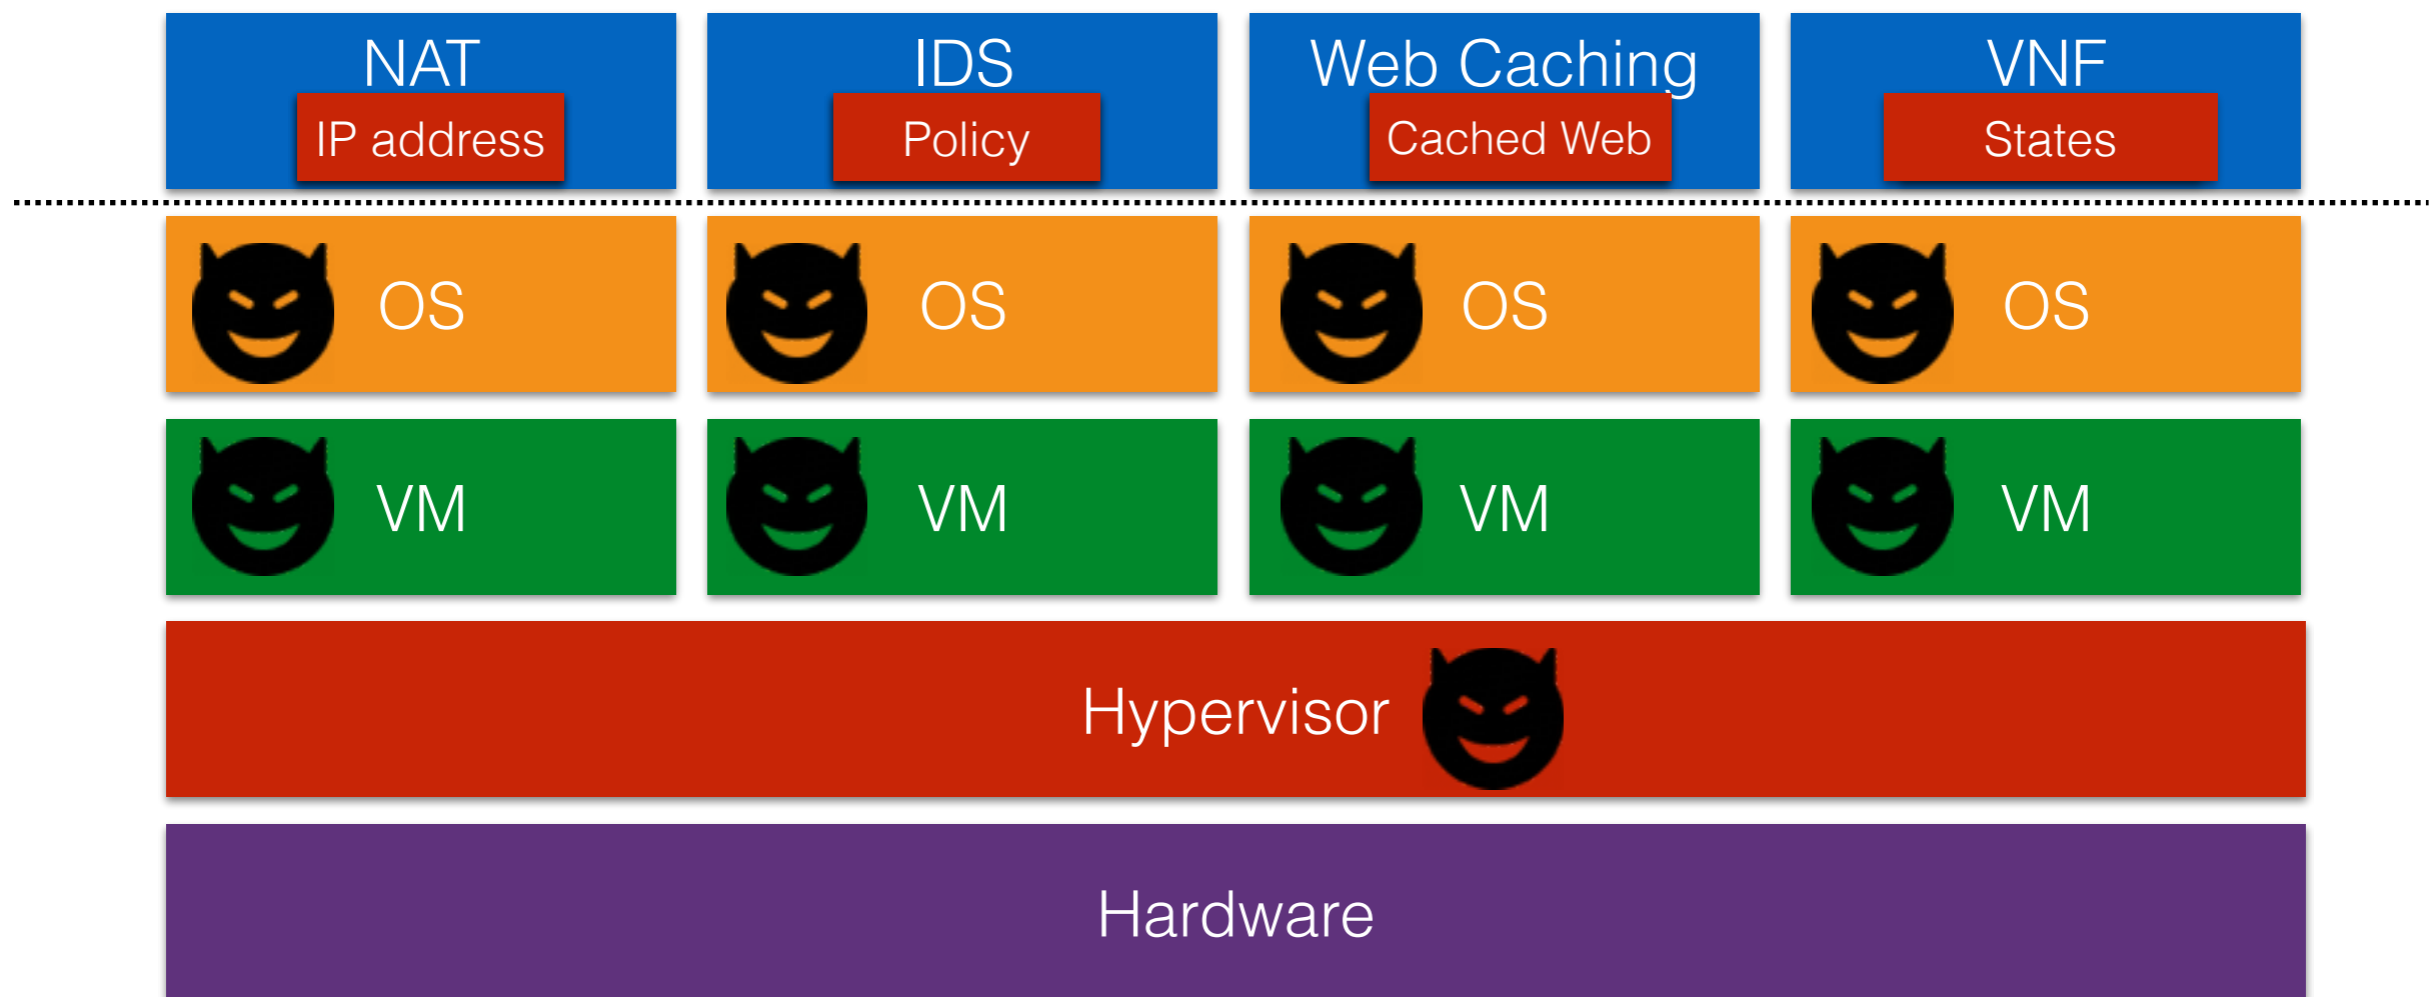 NAT
IP address
IDS
Policy
Web Caching
Cached Web
VNF
States
OS
OS
OS
OS
VM
VM
VM
VM
Hypervisor
Hardware